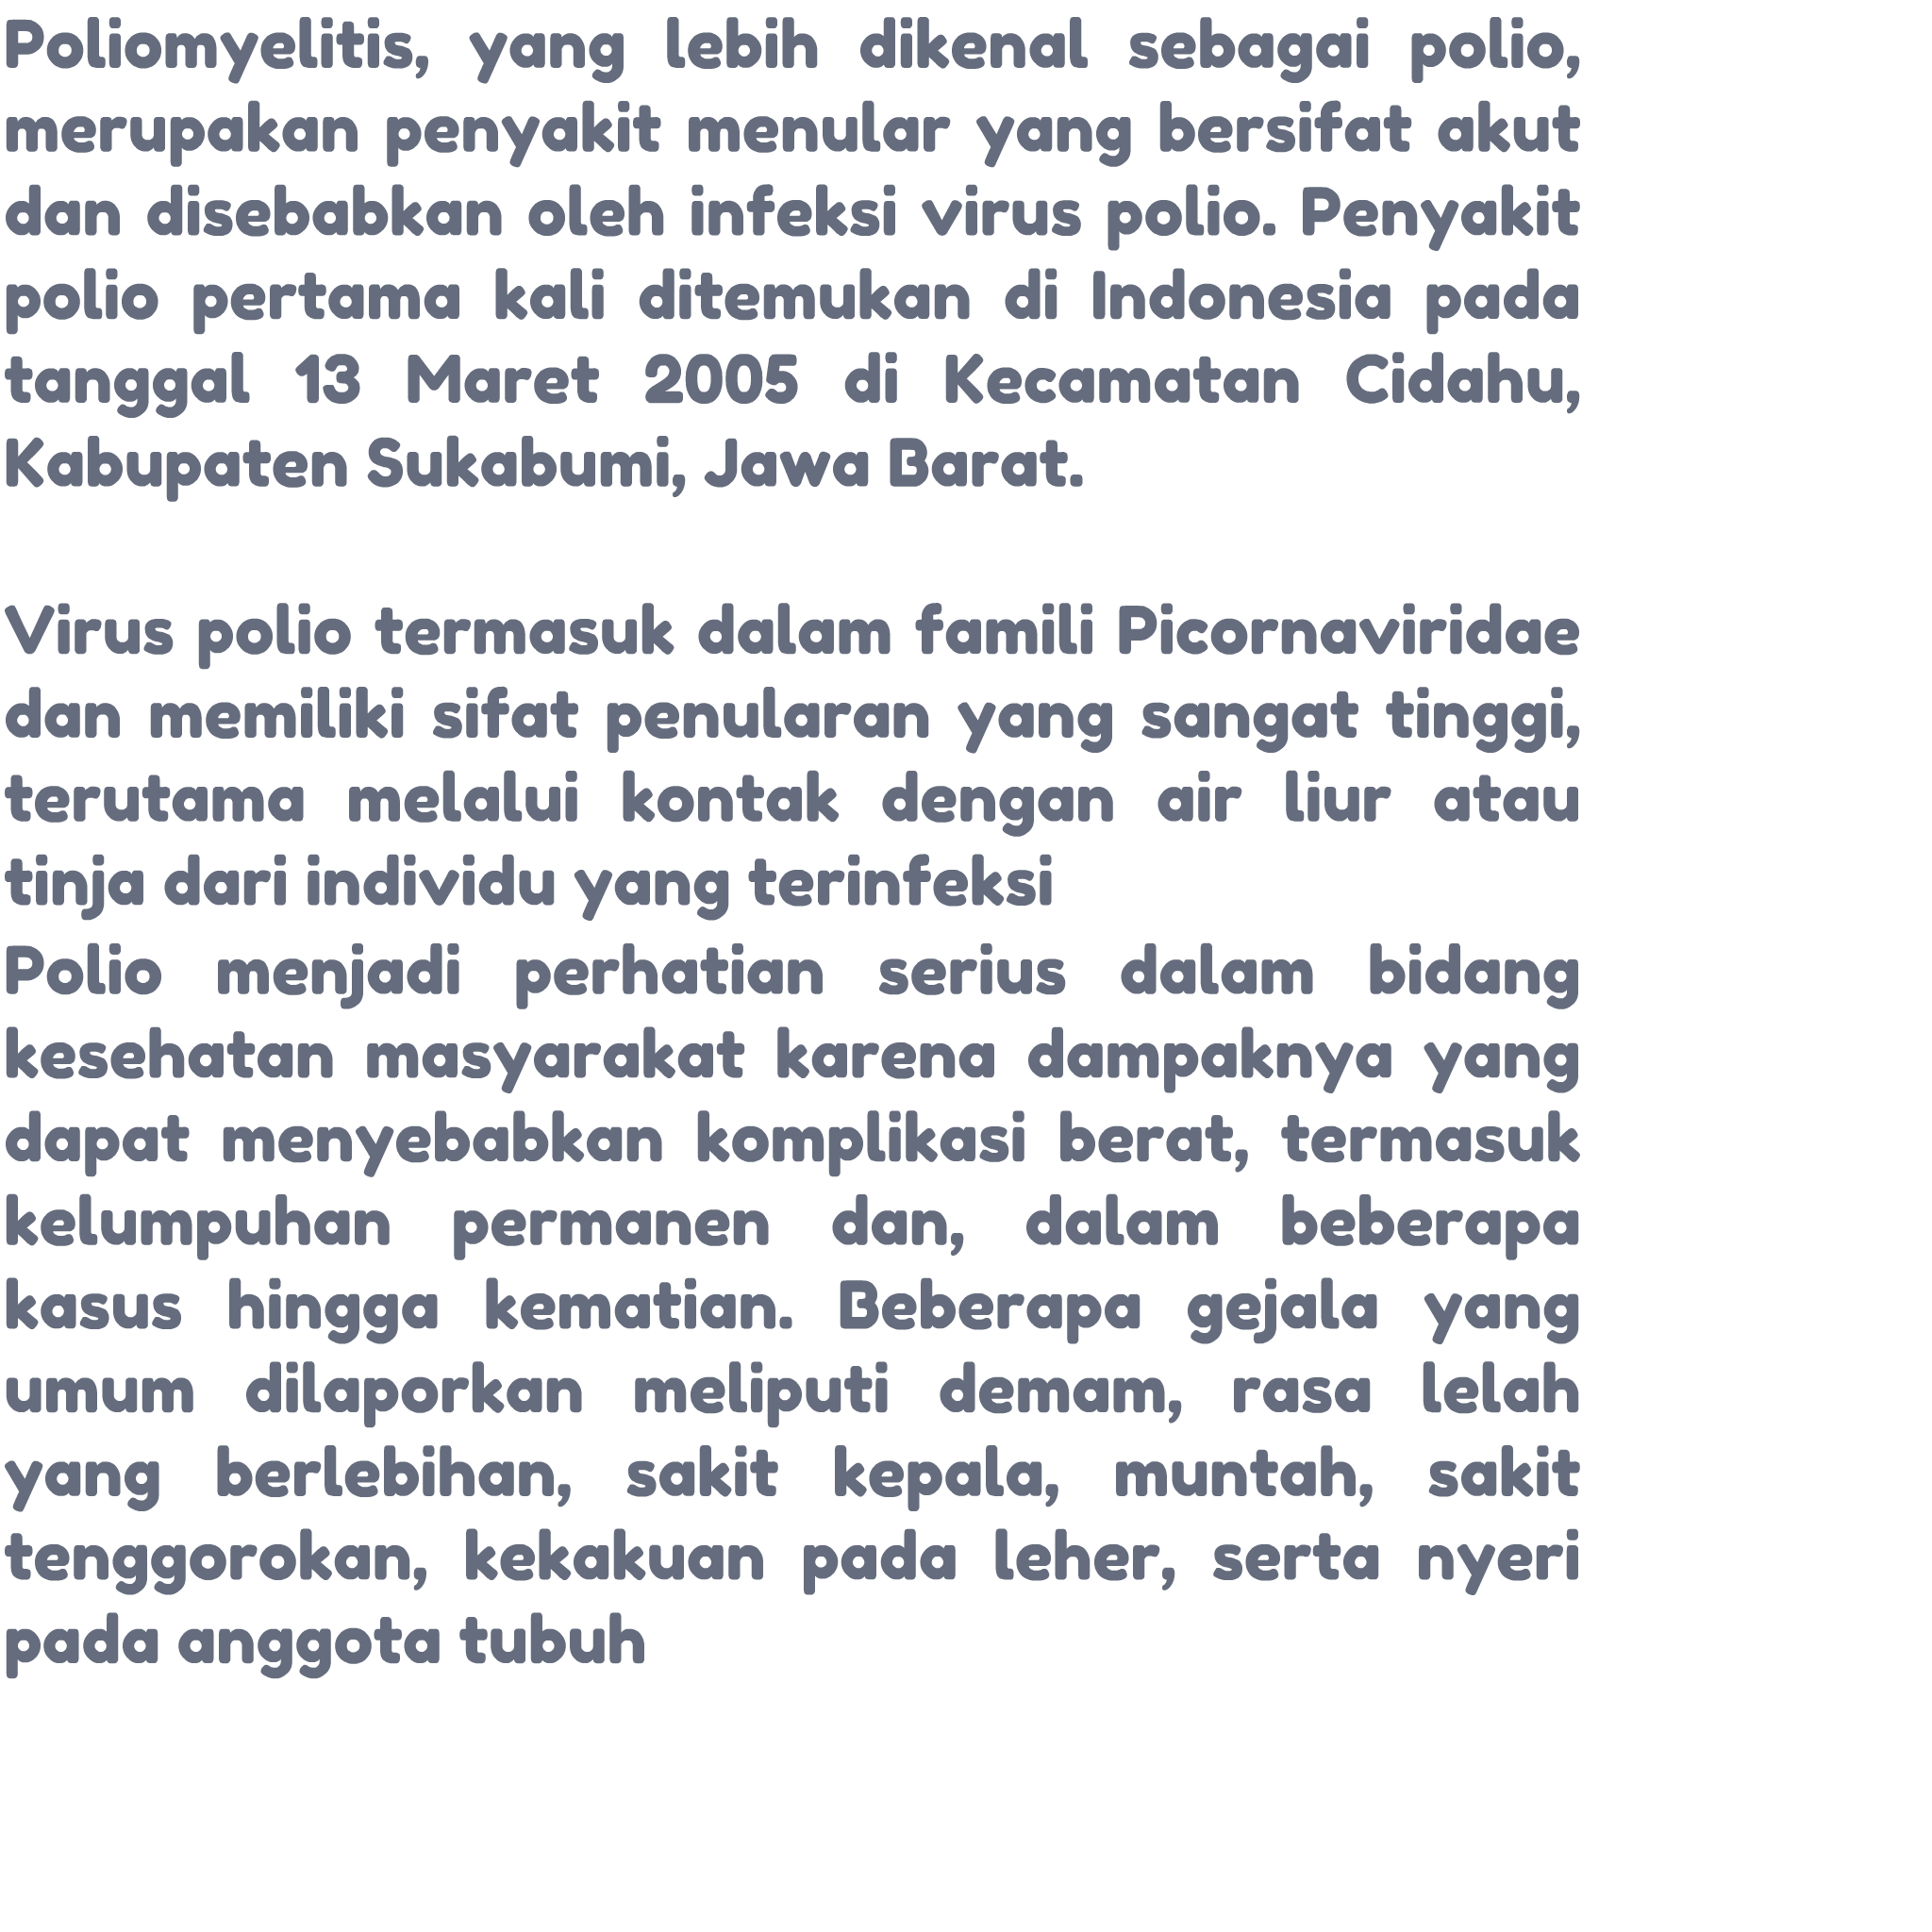 Poliomyelitis, yang lebih dikenal sebagai polio,
merupakan penyakit menular yang bersifat akut
dan disebabkan oleh infeksi virus polio. Penyakit
polio pertama kali ditemukan di Indonesia pada
tanggal 13 Maret 2005 di Kecamatan Cidahu,
Kabupaten Sukabumi, Jawa Barat.
Virus polio termasuk dalam famili Picornaviridae
dan memiliki sifat penularan yang sangat tinggi,
terutama melalui kontak dengan air liur atau
tinja dari individu yang terinfeksi
Polio menjadi perhatian serius dalam bidang
kesehatan masyarakat karena dampaknya yang
dapat menyebabkan komplikasi berat, termasuk
kelumpuhan permanen dan, dalam beberapa
kasus hingga kematian. Beberapa gejala yang
umum dilaporkan meliputi demam, rasa lelah
yang berlebihan, sakit kepala, muntah, sakit
tenggorokan, kekakuan pada leher, serta nyeri
pada anggota tubuh